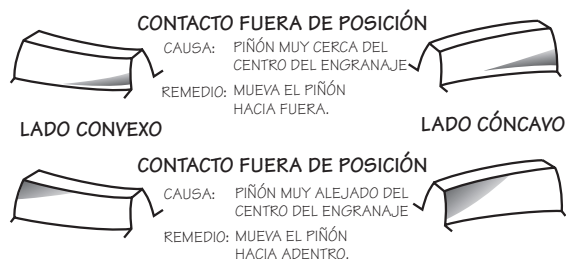 CONTACTO FUERA DE POSICIÓN
CAUSA: PIÑÓN MUY CERCA DEL
CENTRO DEL ENGRANAJE
REMEDIO: MUEVA EL PIÑÓN
HACIA FUERA.
LADO CONVEXO
LADO CÓNCAVO
CONTACTO FUERA DE POSICIÓN
CAUSA: PIÑÓN MUY ALEJADO DEL
CENTRO DEL ENGRANAJE
REMEDIO: MUEVA EL PIÑÓN
HACIA ADENTRO.